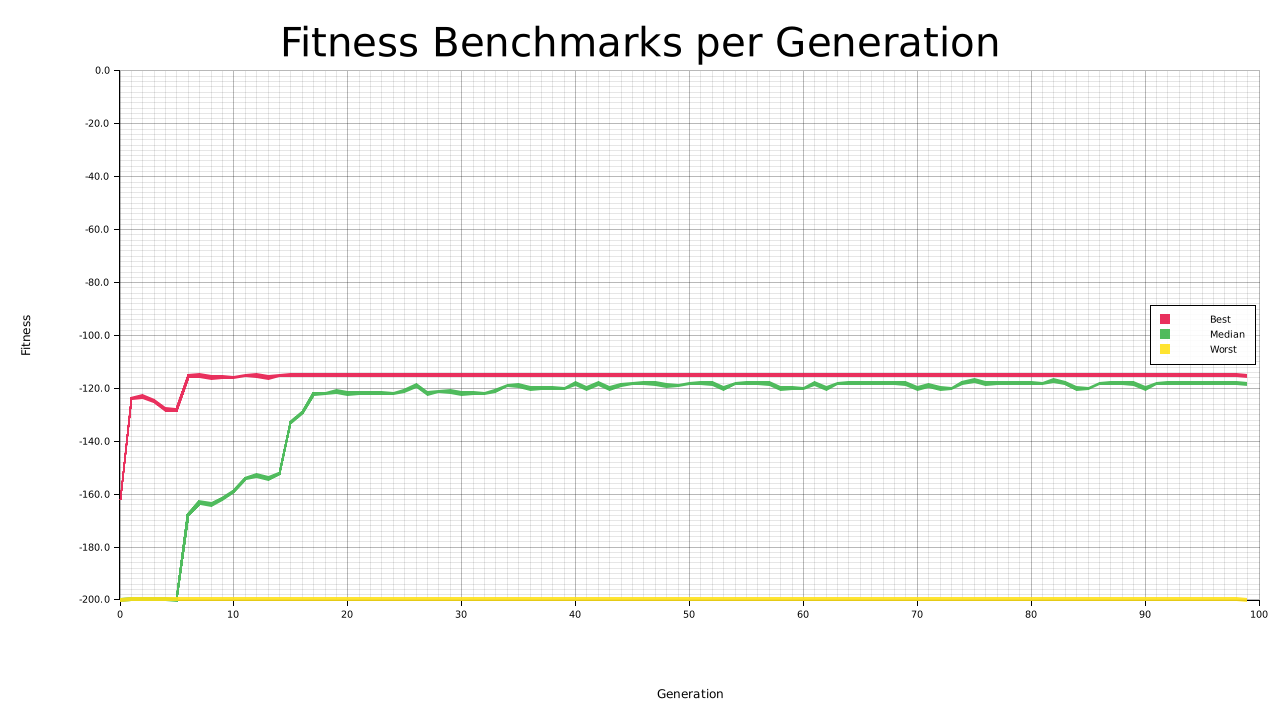 Fitness Benchmarks per Generation
0.0
-20.0
-40.0
-60.0
-80.0
-100.0
-120.0
-140.0
-160.0
-180.0
-200.0
Fitness
Best
Median
Worst
0 10 20 30 40 50 60 70 80 90 100
Generation